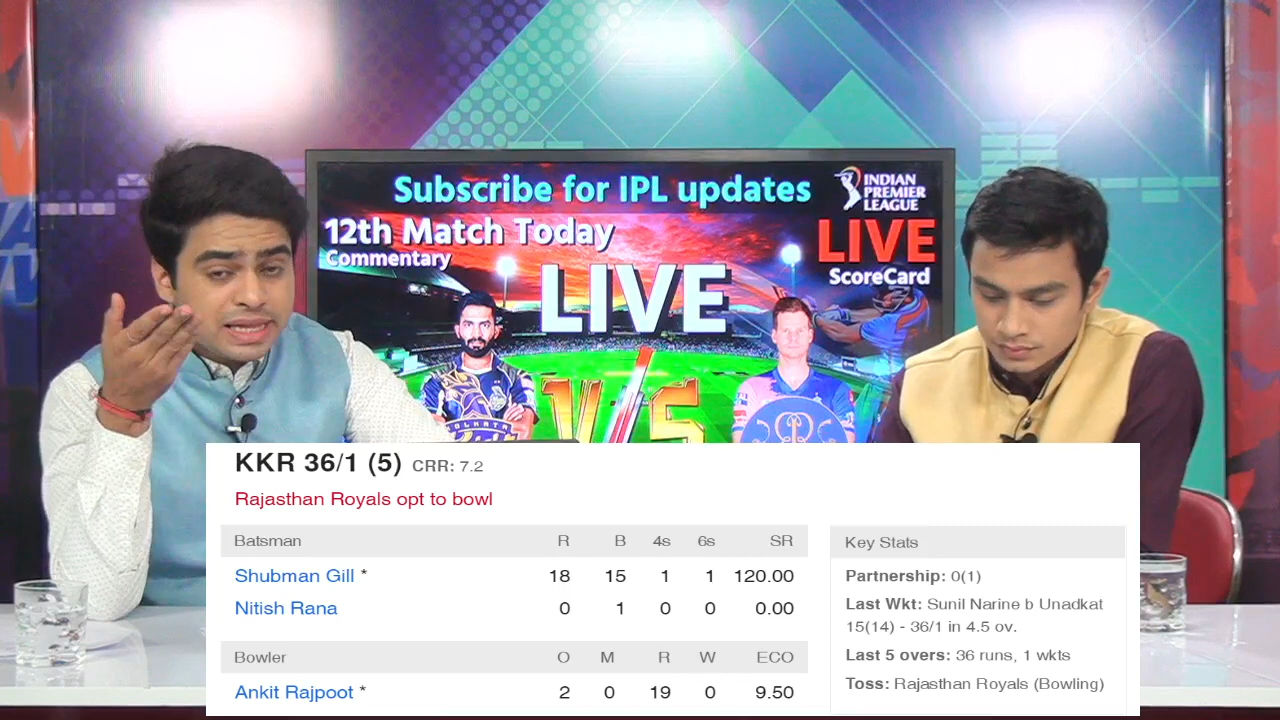 Subscribe for IPL updates
INDIAN
PREMIER
LEAGUE
12th Match Today
Commentary
LIVE
LIVE
ScoreCard
V/S
KOLKATA
KKR 36/1 (5) CRR: 7.2
Rajasthan Royals opt to bowl
Batsman R B 4s 6s SR
Shubman Gill * 18 15 1 1 120.00
Nitish Rana 0 1 0 0 0.00
Bowler O M R W ECO
Ankit Rajpoot * 2 0 19 0 9.50
Key Stats
Partnership: 0(1)
Last Wkt: Sunil Narine b Unadkat
15(14) - 36/1 in 4.5 ov.
Last 5 overs: 36 runs, 1 wkts
Toss: Rajasthan Royals (Bowling)